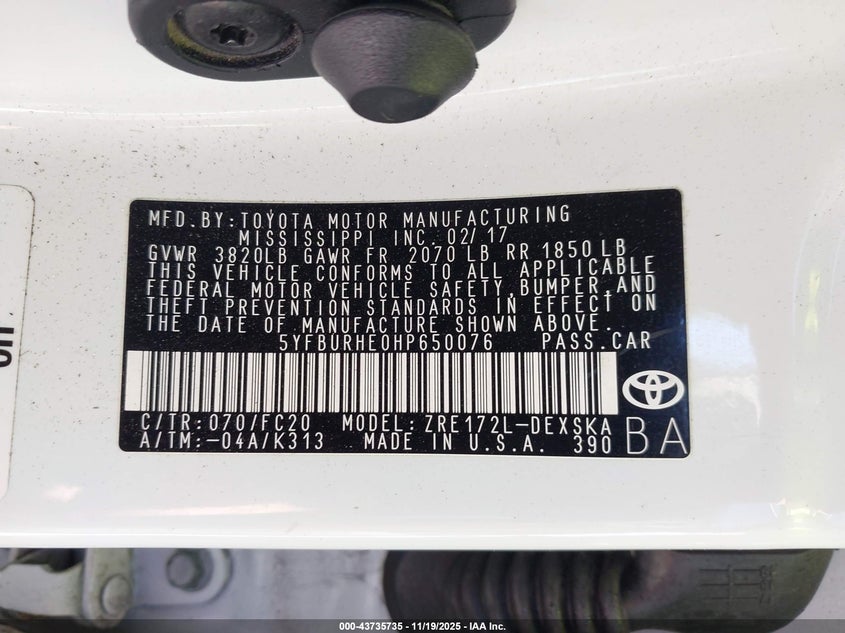 MFD.BY:TOYOTA MOTOR MANUFACTURING
MISSISSIPPI INC. 02/17
GVWR 3820LB GAWR FR 2070 LB RR 1850 LB
THIS VEHICLE CONFORMS TO ALL APPLICABLE
FEDERAL MOTOR VEHICLE SAFETY,BUMPER,AND
THEFT PREVENTION STANDARDS IN EFFECT ON
THE DATE OF MANUFACTURE SHOWN ABOVE.
5YFBURHE0HP650076 PASS.CAR
C/TR:070/FC20 MODEL:ZRE172L-DEXSKA
A/TM:-04A/K313 MADE IN U.S.A. 390
BA
000-43735735 - 11/19/2025 - IAA Inc.